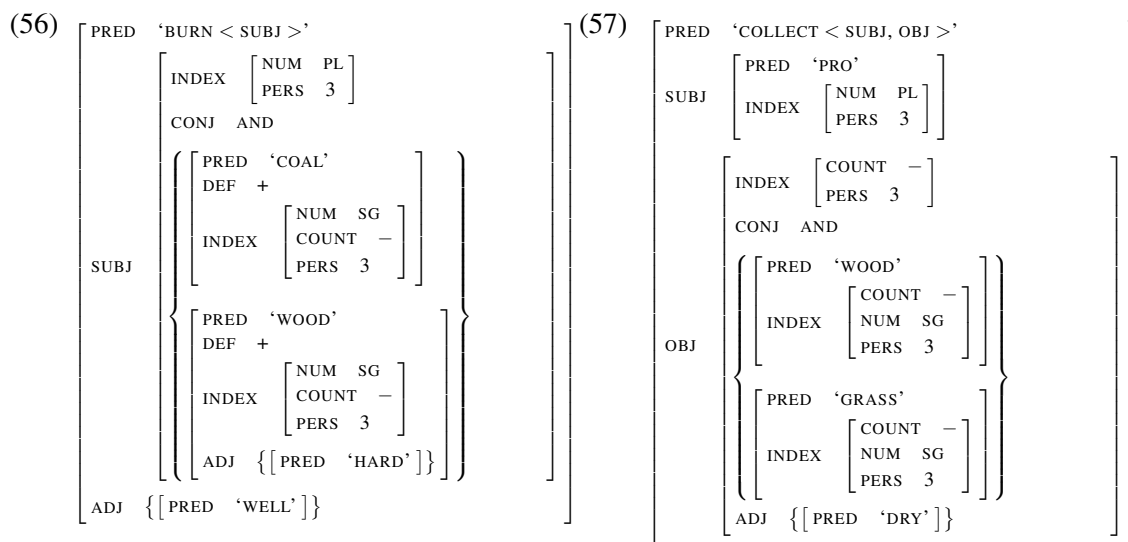 (56)
PRED ‘BURN < SUBJ >’
INDEX
NUM PL
PERS 3
CONJ AND
PRED ‘COAL’
DEF +
INDEX
NUM SG
COUNT −
PERS 3
SUBJ
PRED ‘WOOD’
DEF +
INDEX
NUM SG
COUNT −
PERS 3
ADJ {[PRED ‘HARD’]}
ADJ {[PRED ‘WELL’]}
(57)
PRED ‘COLLECT < SUBJ, OBJ >’
SUBJ
PRED ‘PRO’
INDEX
NUM PL
PERS 3
INDEX
COUNT −
PERS 3
CONJ AND
PRED ‘WOOD’
INDEX
COUNT −
NUM SG
PERS 3
OBJ
PRED ‘GRASS’
INDEX
COUNT −
NUM SG
PERS 3
ADJ {[PRED ‘DRY’]}